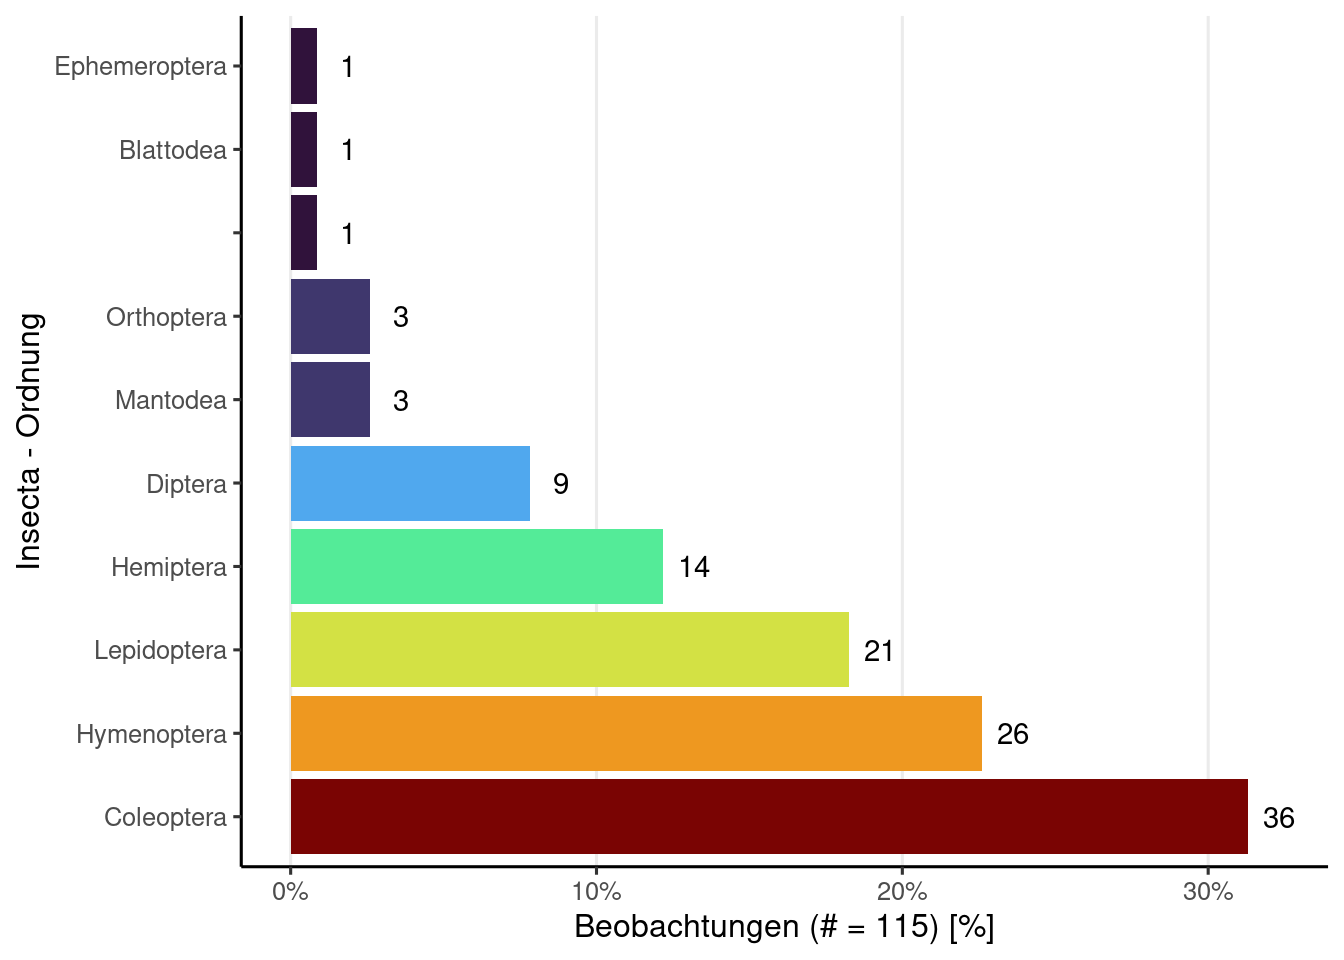 Ephemeroptera 1
Blattodea 1
1
Orthoptera 3
Mantodea 3
Diptera 9
Hemiptera 14
Lepidoptera 21
Hymenoptera 26
Coleoptera 36
0% 10% 20% 30%
Beobachtungen (# = 115) [%]
Insecta - Ordnung